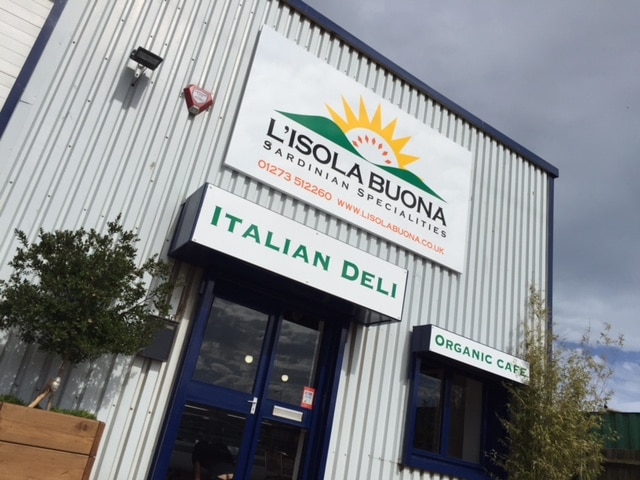 L'ISOLA BUONA
SARDINIAN SPECIALITIES
01273 512260 WWW.LISOLABUONA.CO.UK
ITALIAN DELI
ORGANIC CAFE